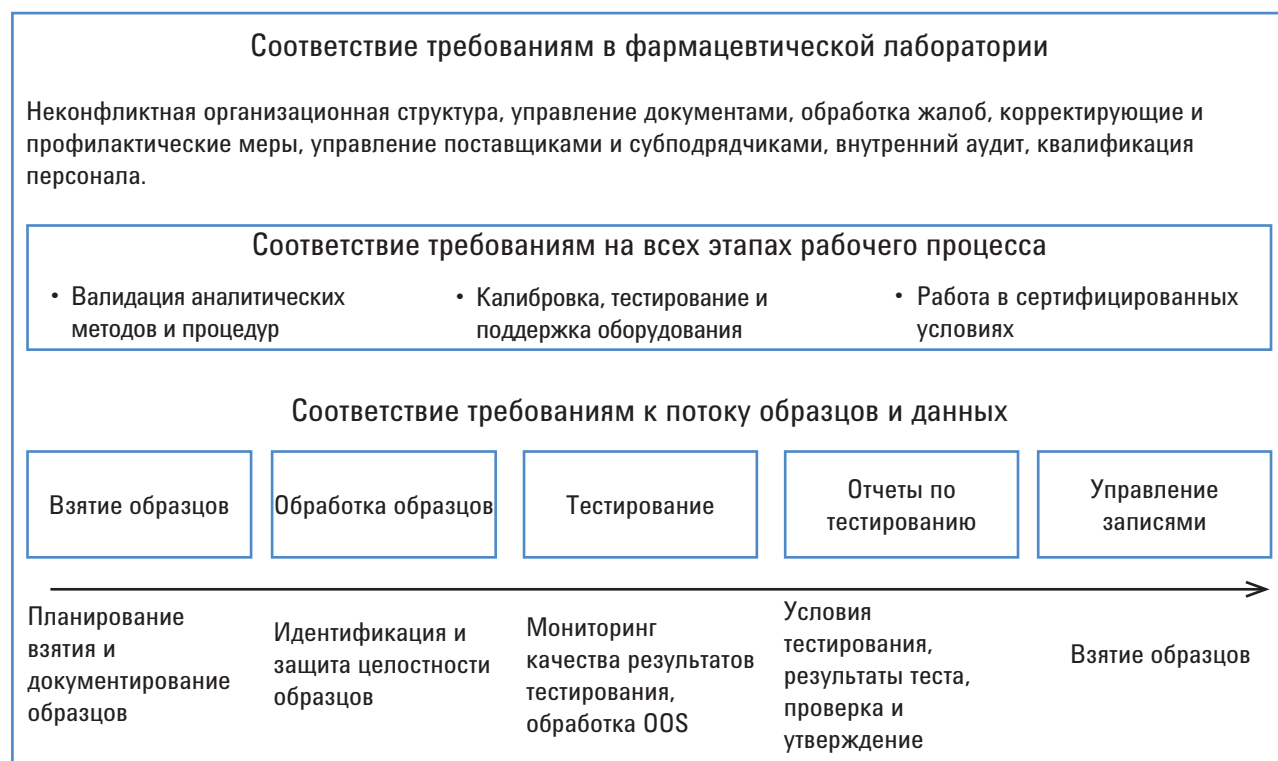 Соответствие требованиям в фармацевтической лаборатории
Неконфликтная организационная структура, управление документами, обработка жалоб, корректирующие и
профилактические меры, управление поставщиками и субподрядчиками, внутренний аудит, квалификация
персонала.
Соответствие требованиям на всех этапах рабочего процесса
• Валидация аналитических
методов и процедур
• Калибровка, тестирование и
поддержка оборудования
• Работа в сертифицированных
условиях
Соответствие требованиям к потоку образцов и данных
Взятие образцов
Обработка образцов
Тестирование
Отчеты по
тестированию
Управление
записями
Планирование
взятия и
документирование
образцов
Идентификация и
защита целостности
образцов
Мониторинг
качества результатов
тестирования,
обработка OOS
Условия
тестирования,
результаты теста,
проверка и
утверждение
Взятие образцов